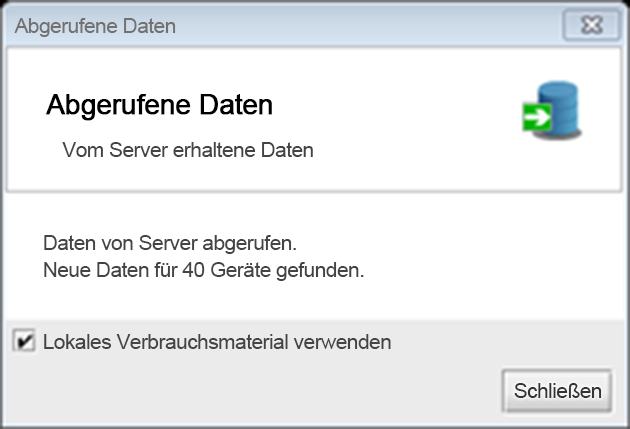 Abgerufene Daten
Abgerufene Daten
Vom Server erhaltene Daten
Daten von Server abgerufen.
Neue Daten für 40 Geräte gefunden.
Lokales Verbrauchsmaterial verwenden
Schließen